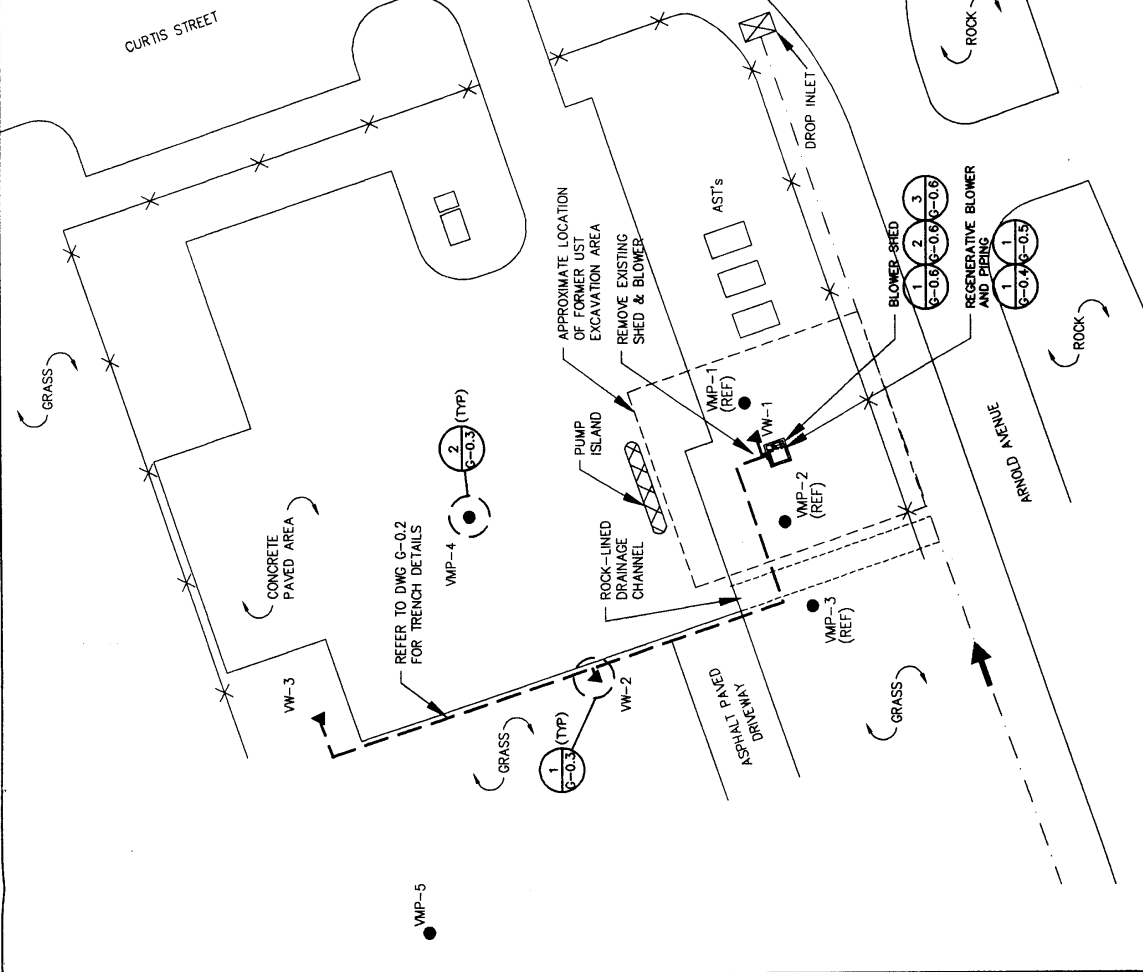 CURTIS STREET
ROCK
DROP INLET
GRASS
APPROXIMATE LOCATION
OF FORMER UST
EXCAVATION AREA
REMOVE EXISTING
SHED & BLOWER
AST's
BLOWER SHED
1
G-0.6
2
G-0.6
3
G-0.6
REGENERATIVE BLOWER
AND PIPING
1
G-0.4
1
G-0.5
ROCK
ARNOLD AVENUE
VMP-1
(REF)
VW-1
VMP-2
(REF)
VMP-3
(REF)
PUMP
ISLAND
2
G-0.3
(TYP)
VMP-4
CONCRETE
PAVED AREA
ROCK-LINED
DRAINAGE
CHANNEL
REFER TO DWG G-0.2
FOR TRENCH DETAILS
VW-3
VW-2
GRASS
1
G-0.3
(TYP)
ASPHALT PAVED
DRIVEWAY
GRASS
VMP-5